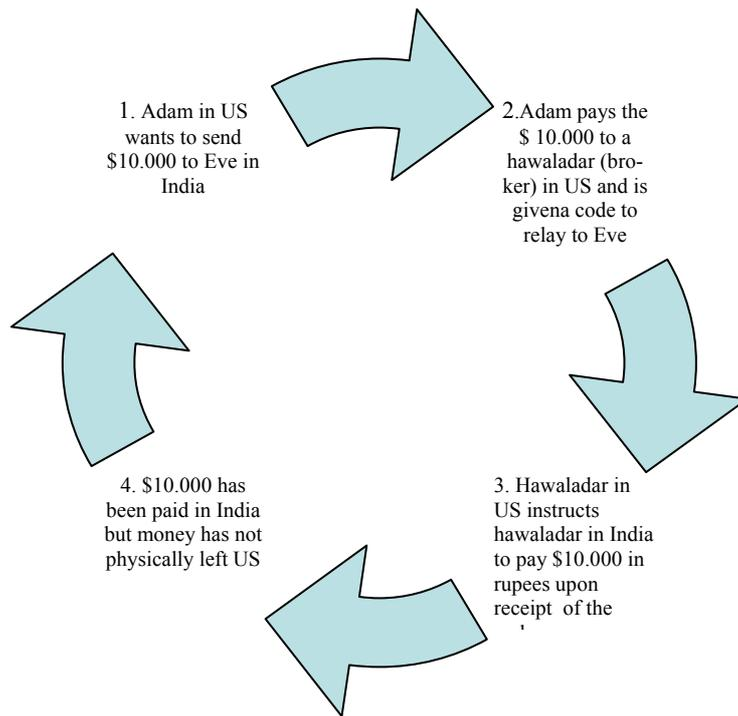 1. Adam in US
wants to send
$10.000 to Eve in
India
2.Adam pays the
$ 10.000 to a
hawaladar (bro-
ker) in US and is
givena code to
relay to Eve
3. Hawaladar in
US instructs
hawaladar in India
to pay $10.000 in
rupees upon
receipt of the
4. $10.000 has
been paid in India
but money has not
physically left US